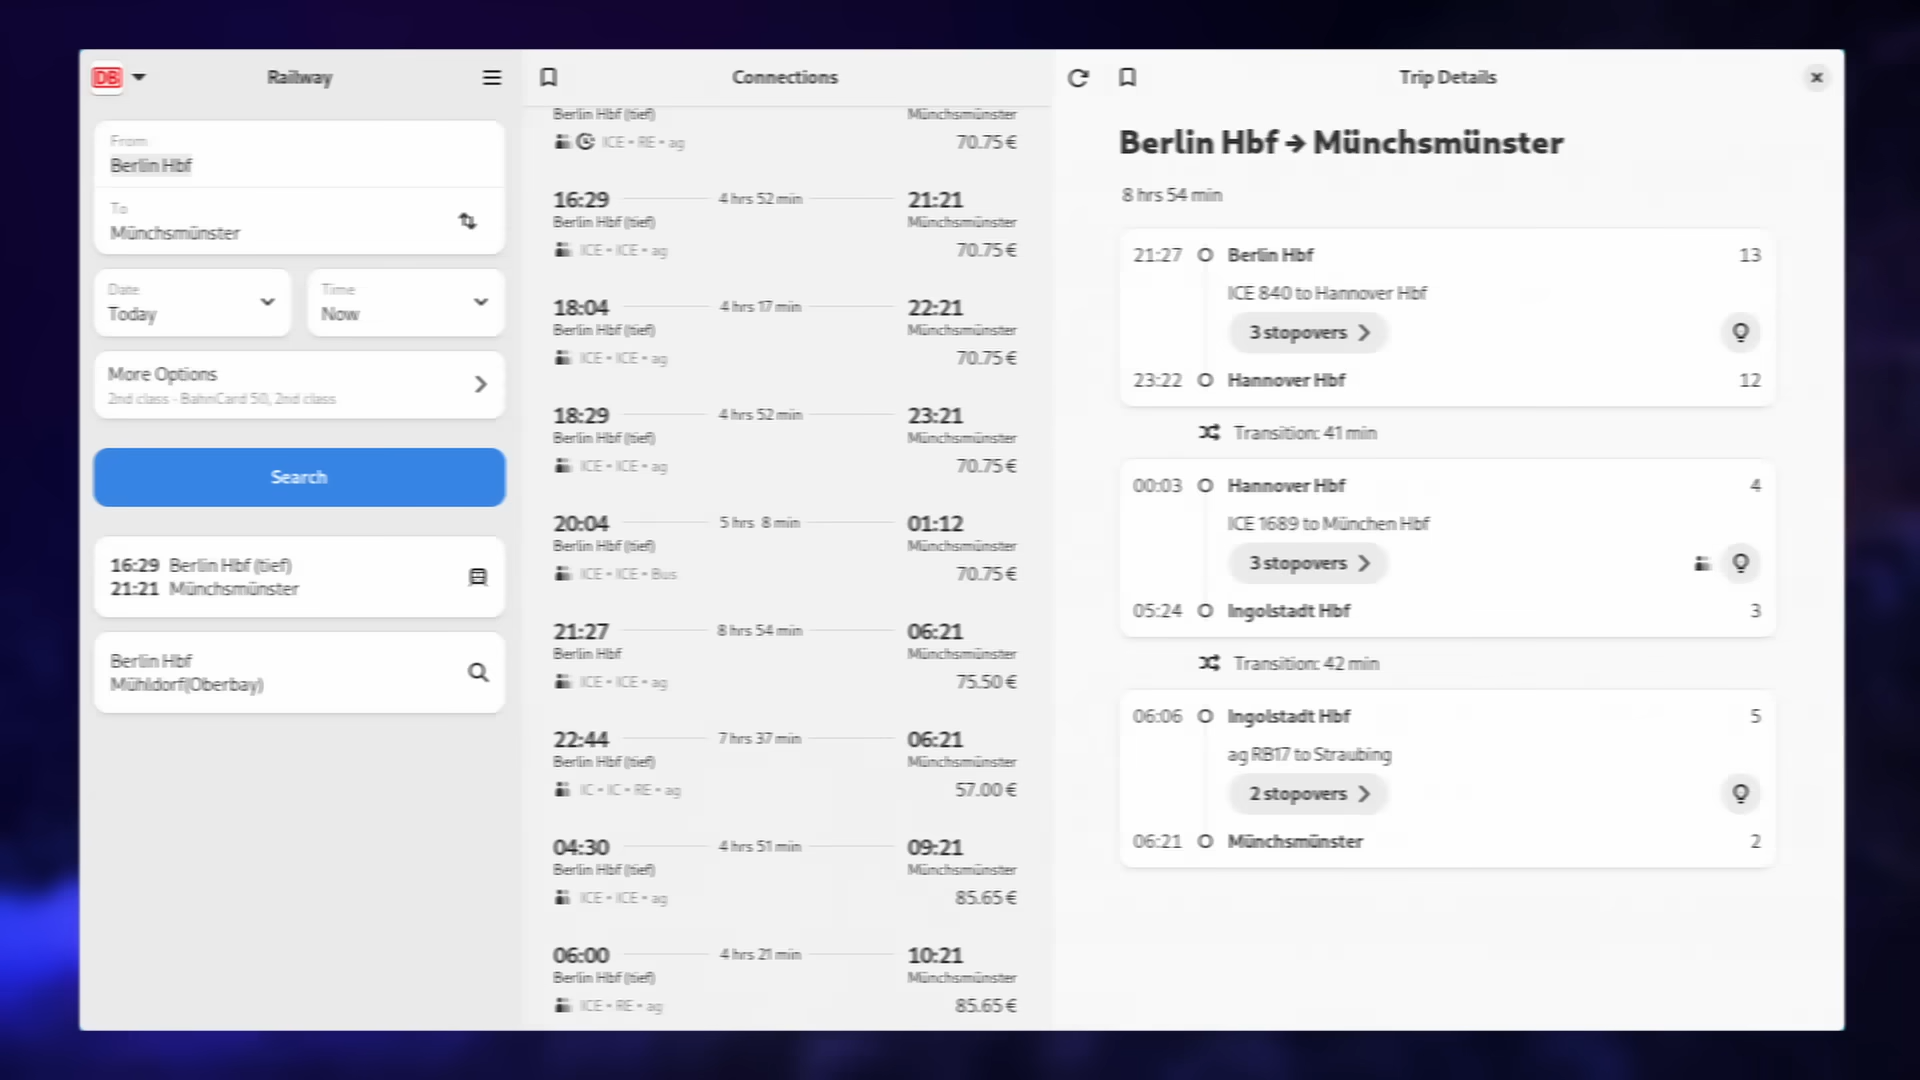 DB
Railway
From
Berlin Hbf
To
Münchsmünster
Date
Today
Time
Now
More Options
2nd class - BahnCard 50, 2nd class
Search
16:29 Berlin Hbf (tief)
21:21 Münchsmünster
Berlin Hbf
Mühldorf(Oberbay)
Connections
Berlin Hbf (tief) Münchsmünster
ICE • RE • ag 70.75 €
16:29 4 hrs 52 min 21:21
Berlin Hbf (tief) Münchsmünster
ICE • ICE • ag 70.75 €
18:04 4 hrs 17 min 22:21
Berlin Hbf (tief) Münchsmünster
ICE • ICE • ag 70.75 €
18:29 4 hrs 52 min 23:21
Berlin Hbf (tief) Münchsmünster
ICE • ICE • ag 70.75 €
20:04 5 hrs 8 min 01:12
Berlin Hbf (tief) Münchsmünster
ICE • ICE • Bus 70.75 €
21:27 8 hrs 54 min 06:21
Berlin Hbf Münchsmünster
ICE • ICE • ag 75.50 €
22:44 7 hrs 37 min 06:21
Berlin Hbf (tief) Münchsmünster
IC • IC • RE • ag 57.00 €
04:30 4 hrs 51 min 09:21
Berlin Hbf (tief) Münchsmünster
ICE • ICE • ag 85.65 €
06:00 4 hrs 21 min 10:21
Berlin Hbf (tief) Münchsmünster
ICE • RE • ag 85.65 €
Trip Details
Berlin Hbf → Münchsmünster
8 hrs 54 min
21:27 Berlin Hbf 13
ICE 840 to Hannover Hbf
3 stopovers
23:22 Hannover Hbf 12
Transition: 41 min
00:03 Hannover Hbf 4
ICE 1689 to München Hbf
3 stopovers
05:24 Ingolstadt Hbf 3
Transition: 42 min
06:06 Ingolstadt Hbf 5
ag RB17 to Straubing
2 stopovers
06:21 Münchsmünster 2